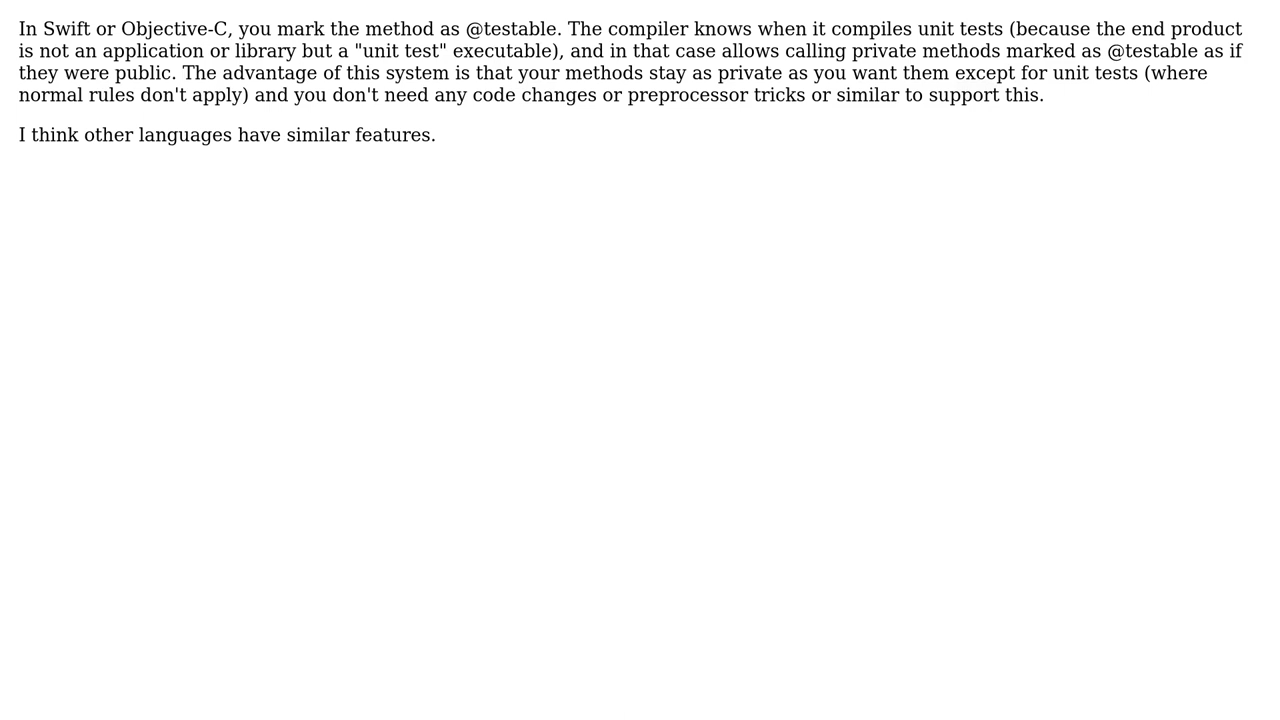 In Swift or Objective-C, you mark the method as @testable. The compiler knows when it compiles unit tests (because the end product
is not an application or library but a "unit test" executable), and in that case allows calling private methods marked as @testable as if
they were public. The advantage of this system is that your methods stay as private as you want them except for unit tests (where
normal rules don't apply) and you don't need any code changes or preprocessor tricks or similar to support this.
I think other languages have similar features.